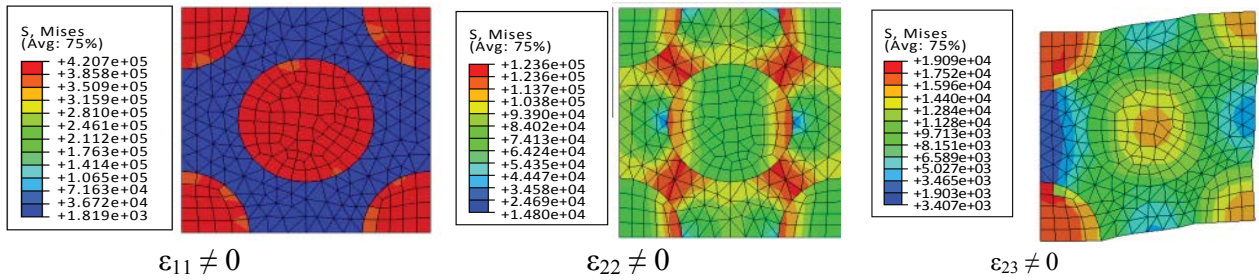 S, Mises
(Avg: 75%)
+4.207e+05
+3.858e+05
+3.509e+05
+3.159e+05
+2.810e+05
+2.461e+05
+2.112e+05
+1.763e+05
+1.414e+05
+1.065e+05
+7.163e+04
+3.672e+04
+1.819e+03
ε11 ≠ 0
S, Mises
(Avg: 75%)
+1.236e+05
+1.236e+05
+1.137e+05
+1.038e+05
+9.390e+04
+8.402e+04
+7.413e+04
+6.424e+04
+5.435e+04
+4.447e+04
+3.458e+04
+2.469e+04
+1.480e+04
ε22 ≠ 0
S, Mises
(Avg: 75%)
+1.909e+04
+1.752e+04
+1.596e+04
+1.440e+04
+1.284e+04
+1.128e+04
+9.713e+03
+8.151e+03
+6.589e+03
+5.027e+03
+3.465e+03
+1.903e+03
+3.407e+03
ε23 ≠ 0